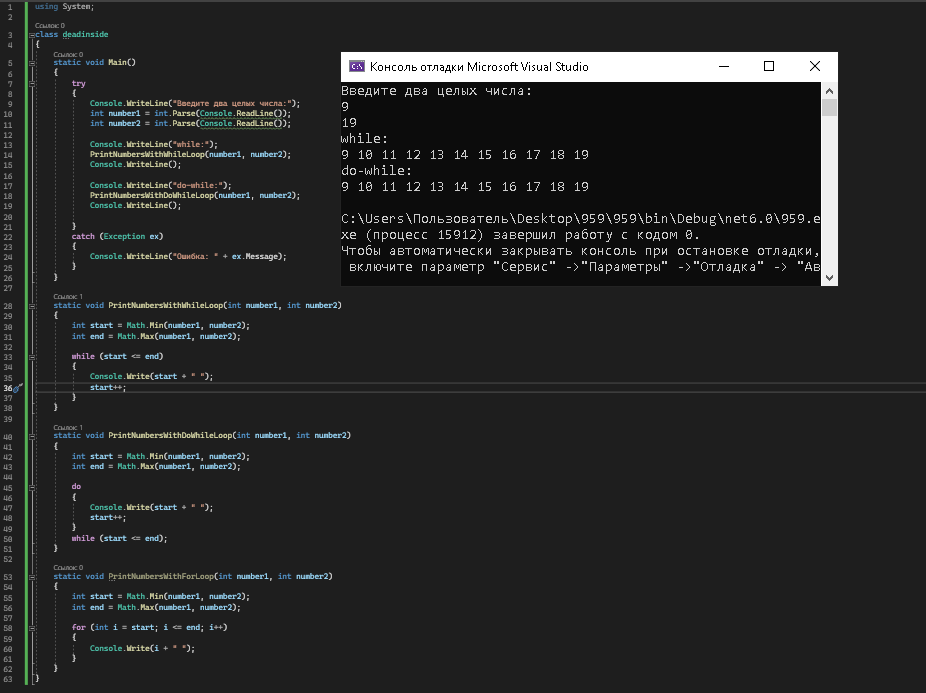 using System;
Ссылок: 0
class deadinside
{
Ссылок: 0
static void Main()
{
try
{
Console.WriteLine("Введите два целых числа:");
int number1 = int.Parse(Console.ReadLine());
int number2 = int.Parse(Console.ReadLine());
Console.WriteLine("while:");
PrintNumbersWithWhileLoop(number1, number2);
Console.WriteLine();
Console.WriteLine("do-while:");
PrintNumbersWithDoWhileLoop(number1, number2);
Console.WriteLine();
}
catch (Exception ex)
{
Console.WriteLine("Ошибка: " + ex.Message);
}
}
Ссылок: 1
static void PrintNumbersWithWhileLoop(int number1, int number2)
{
int start = Math.Min(number1, number2);
int end = Math.Max(number1, number2);
while (start <= end)
{
Console.Write(start + " ");
start++;
}
}
Ссылок: 1
static void PrintNumbersWithDoWhileLoop(int number1, int number2)
{
int start = Math.Min(number1, number2);
int end = Math.Max(number1, number2);
do
{
Console.Write(start + " ");
start++;
}
while (start <= end);
}
Ссылок: 0
static void PrintNumbersWithForLoop(int number1, int number2)
{
int start = Math.Min(number1, number2);
int end = Math.Max(number1, number2);
for (int i = start; i <= end; i++)
{
Console.Write(i + " ");
}
}
}
Консоль отладки Microsoft Visual Studio
Введите два целых числа:
9
19
while:
9 10 11 12 13 14 15 16 17 18 19
do-while:
9 10 11 12 13 14 15 16 17 18 19
C:\Users\Пользователь\Desktop\959\959\bin\Debug\net6.0\959.e
xe (процесс 15912) завершил работу с кодом 0.
Чтобы автоматически закрывать консоль при остановке отладки,
включите параметр "Сервис" ->"Параметры" ->"Отладка" -> "Ав